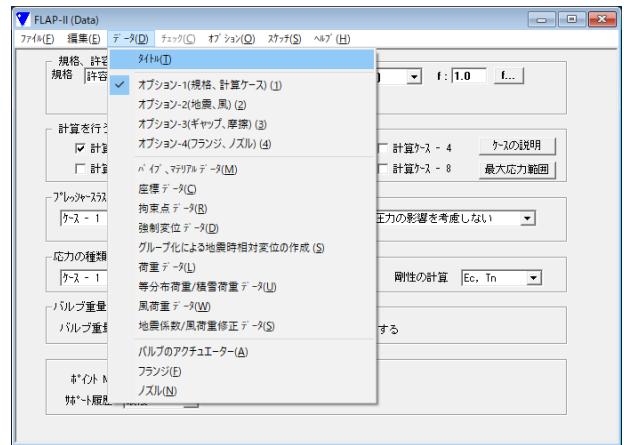 FLAP-II (Data)
ファイル(F) 編集(E) データ(D) チェック(C) オプション(O) スケッチ(S) ヘルプ(H)
規格、許容
規格 許容 f : 1.0 f...
タイトル(T)
✓ オプション-1(規格、計算ケース) (1)
オプション-2(地震、風) (2)
オプション-3(ギャップ、摩擦) (3)
オプション-4(フランジ、ノズル) (4)
パイプ、マテリアルデータ(M)
座標データ(C)
拘束点データ(R)
強制変位データ(D)
グループ化による地震時相対変位の作成 (S)
荷重データ(L)
等分布荷重/積雪荷重データ(U)
風荷重データ(W)
地震係数/風荷重修正データ(S)
バルブのアクチュエーター(A)
フランジ(F)
ノズル(N)
計算を行う
計算ケース - 4 ケースの説明
計算ケース - 8 最大応力範囲
プレッシャースラス
ケース - 1 圧力の影響を考慮しない
応力の種類
ケース - 1 剛性の計算 Ec, Tn
バルブ重量
バルブ重量 する
ポイント N
サポート履歴